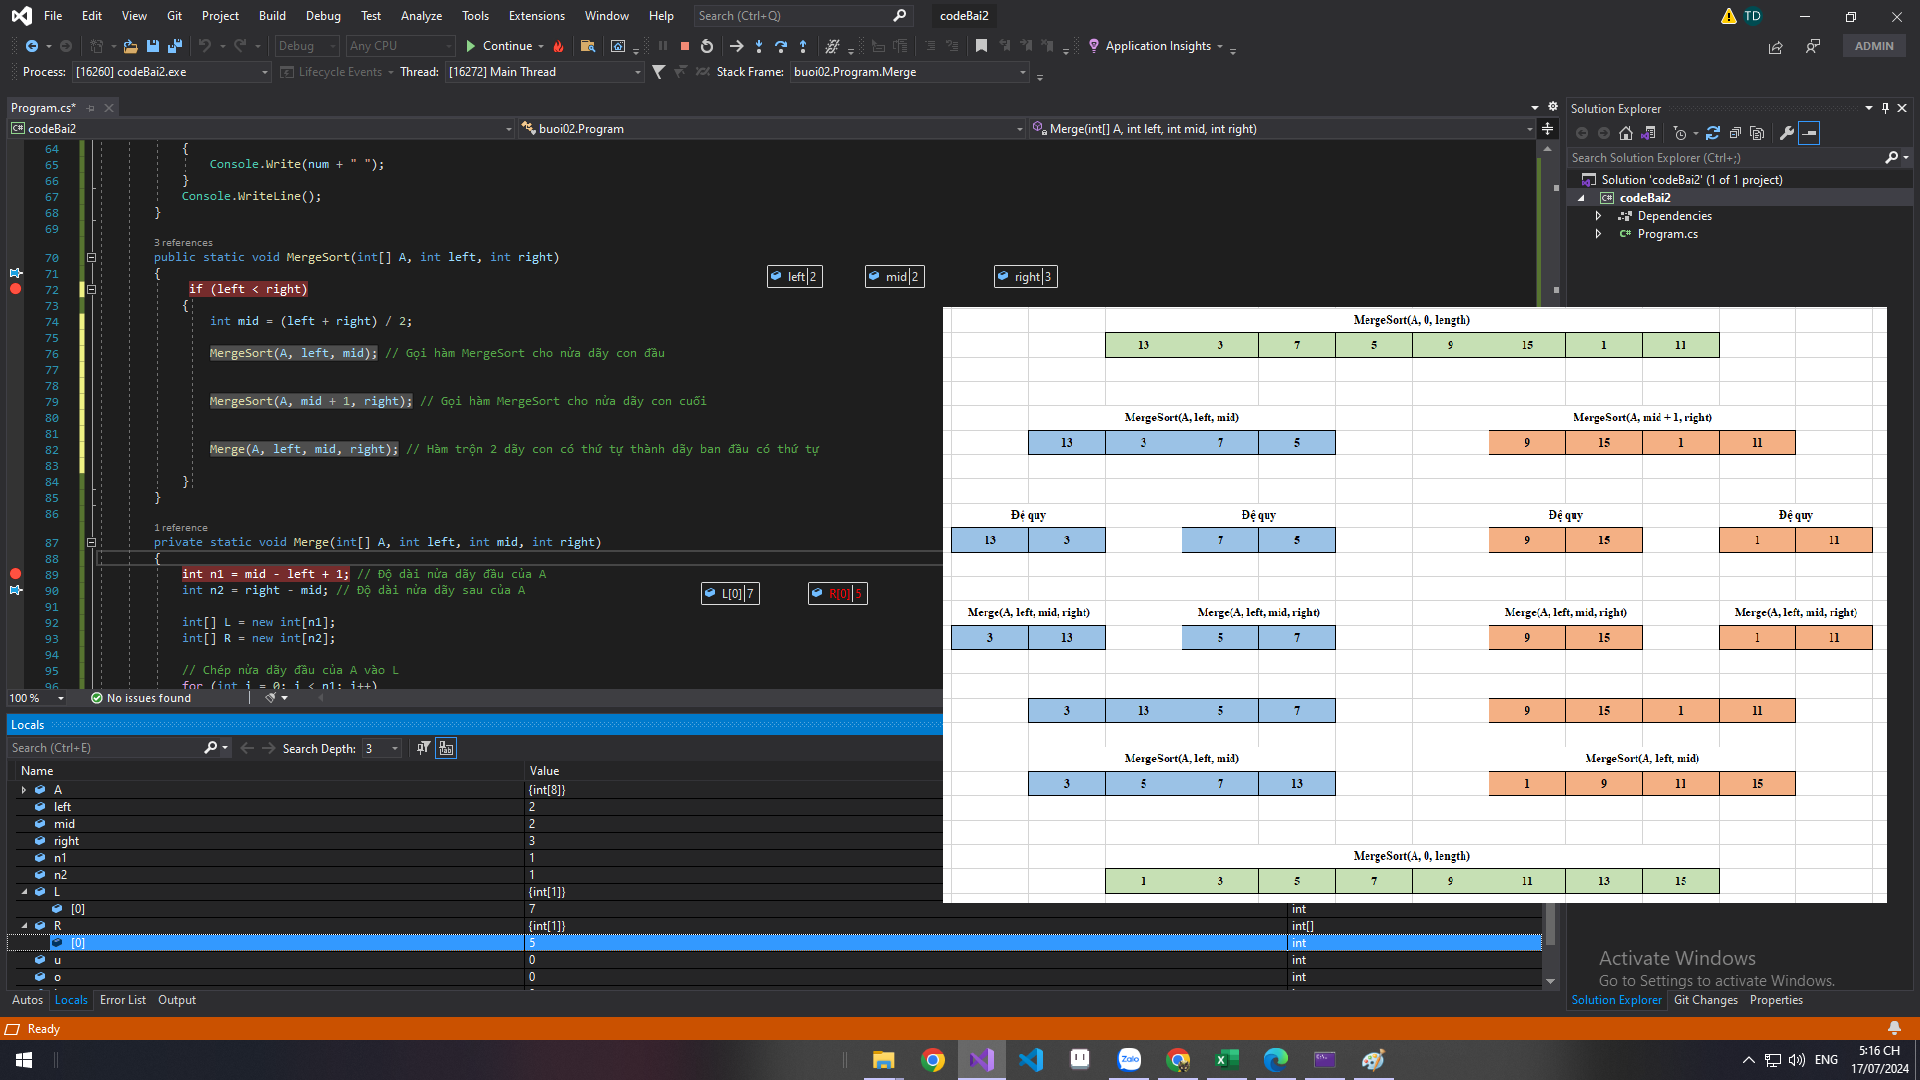 File Edit View Git Project Build Debug Test Analyze Tools Extensions Window Help Search (Ctrl+Q) codeBai2 TD
Debug Any CPU Continue Application Insights ADMIN
Process: [16260] codeBai2.exe Lifecycle Events Thread: [16272] Main Thread Stack Frame: buoi02.Program.Merge
Program.cs*
codeBai2 buoi02.Program Merge(int[] A, int left, int mid, int right)
64 {
65 Console.Write(num + " ");
66 }
67 Console.WriteLine();
68 }
69
3 references
70 public static void MergeSort(int[] A, int left, int right)
71 {
left 2 mid 2 right 3
72 if (left < right)
73 {
74 int mid = (left + right) / 2;
75
76 MergeSort(A, left, mid); // Gọi hàm MergeSort cho nửa dãy con đầu
77
78
79 MergeSort(A, mid + 1, right); // Gọi hàm MergeSort cho nửa dãy con cuối
80
81
82 Merge(A, left, mid, right); // Hàm trộn 2 dãy con có thứ tự thành dãy ban đầu có thứ tự
83
84 }
85 }
86
1 reference
87 private static void Merge(int[] A, int left, int mid, int right)
88 {
89 int n1 = mid - left + 1; // Độ dài nửa dãy đầu của A
90 int n2 = right - mid; // Độ dài nửa dãy sau của A
L[0] 7 R[0] 5
91
92 int[] L = new int[n1];
93 int[] R = new int[n2];
94
95 // Chép nửa dãy đầu của A vào L
96 for (int i = 0; i < n1; i++)
100 % No issues found
MergeSort(A, 0, length)
13 3 7 5 9 15 1 11
MergeSort(A, left, mid) MergeSort(A, mid + 1, right)
13 3 7 5 9 15 1 11
Đệ quy Đệ quy Đệ quy Đệ quy
13 3 7 5 9 15 1 11
Merge(A, left, mid, right) Merge(A, left, mid, right) Merge(A, left, mid, right) Merge(A, left, mid, right)
3 13 5 7 9 15 1 11
3 13 5 7 9 15 1 11
MergeSort(A, left, mid) MergeSort(A, left, mid)
3 5 7 13 1 9 11 15
MergeSort(A, 0, length)
1 3 5 7 9 11 13 15
Solution Explorer
Search Solution Explorer (Ctrl+;)
Solution 'codeBai2' (1 of 1 project)
codeBai2
Dependencies
Program.cs
Locals
Search (Ctrl+E) Search Depth: 3
Name Value
A {int[8]}
left 2
mid 2
right 3
n1 1
n2 1
L {int[1]}
[0] 7 int
R {int[1]} int[]
[0] 5 int
u 0 int
o 0 int
Autos Locals Error List Output
Activate Windows
Go to Settings to activate Windows.
Solution Explorer Git Changes Properties
Ready
Zalo
ENG
5:16 CH
17/07/2024